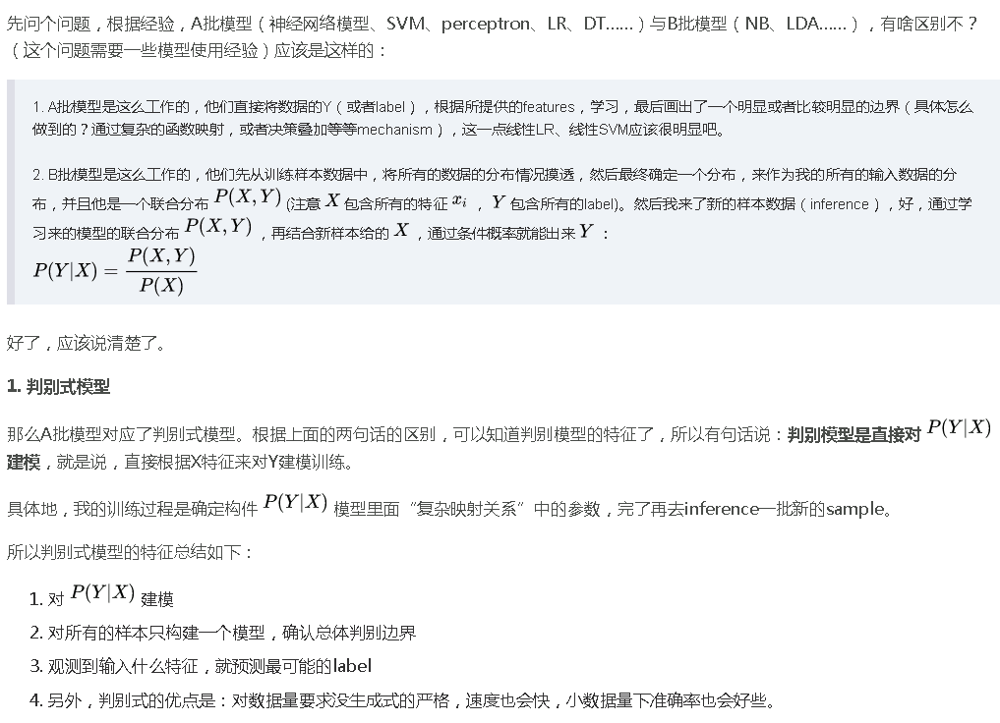 先问个问题，根据经验，A批模型（神经网络模型、SVM、perceptron、LR、DT……）与B批模型（NB、LDA……），有啥区别不？
（这个问题需要一些模型使用经验）应该是这样的：
1. A批模型是这么工作的，他们直接将数据的Y（或者label），根据所提供的features，学习，最后画出了一个明显或者比较明显的边界（具体怎么
做到的？通过复杂的函数映射，或者决策叠加等等mechanism），这一点线性LR、线性SVM应该很明显吧。
2. B批模型是这么工作的，他们先从训练样本数据中，将所有的数据的分布情况摸透，然后最终确定一个分布，来作为我的所有的输入数据的分
布，并且他是一个联合分布 P(X,Y) (注意 X 包含所有的特征 x_i ， Y 包含所有的label)。然后我来了新的样本数据（inference），好，通过学
习来的模型的联合分布 P(X,Y) ，再结合新样本给的 X ，通过条件概率就能出来 Y ：
P(Y|X) = P(X,Y) / P(X)
好了，应该说清楚了。
1. 判别式模型
那么A批模型对应了判别式模型。根据上面的两句话的区别，可以知道判别模型的特征了，所以有句话说：判别模型是直接对 P(Y|X)
建模，就是说，直接根据X特征来对Y建模训练。
具体地，我的训练过程是确定构件 P(Y|X) 模型里面“复杂映射关系”中的参数，完了再去inference一批新的sample。
所以判别式模型的特征总结如下：
1. 对 P(Y|X) 建模
2. 对所有的样本只构建一个模型，确认总体判别边界
3. 观测到输入什么特征，就预测最可能的label
4. 另外，判别式的优点是：对数据量要求没生成式的严格，速度也会快，小数据量下准确率也会好些。